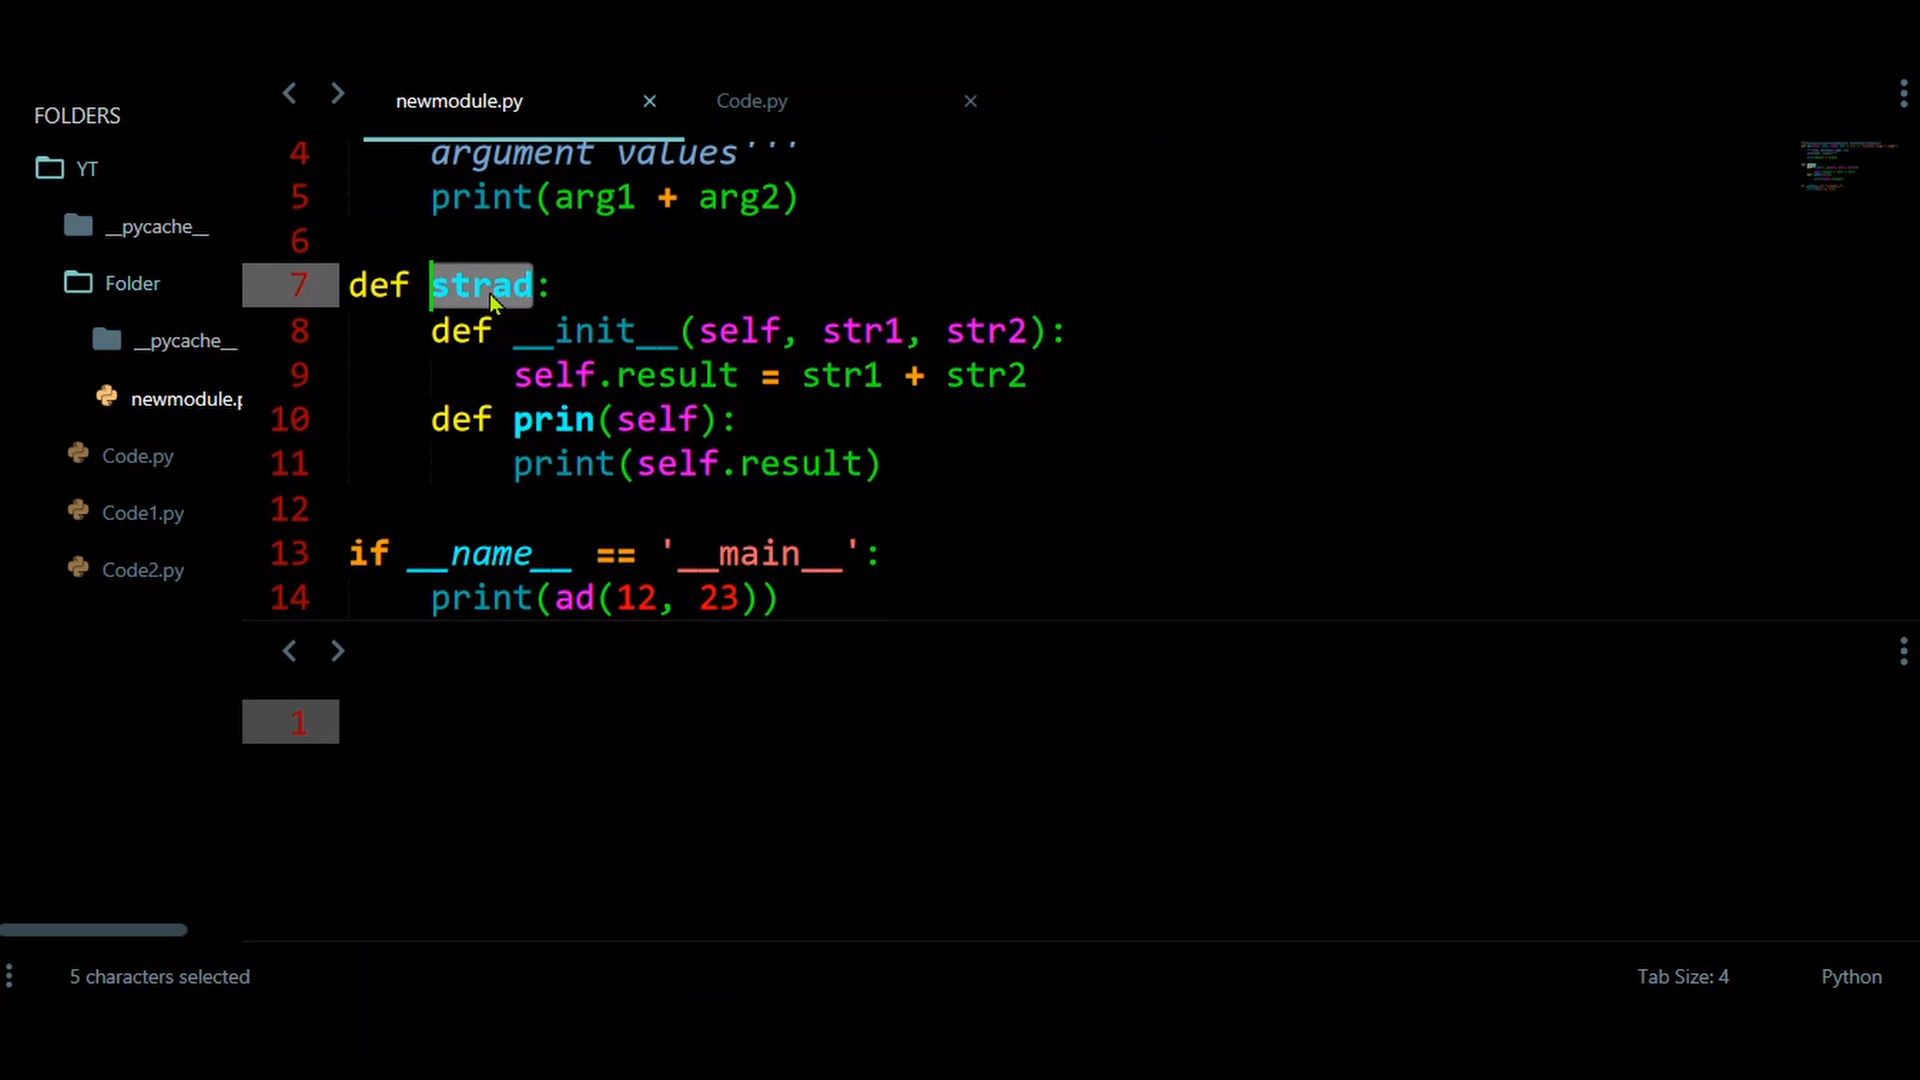 newmodule.py × Code.py ×
FOLDERS
YT
__pycache__
Folder
__pycache__
newmodule.p
Code.py
Code1.py
Code2.py
4 argument values'''
5 print(arg1 + arg2)
6
7 def strad:
8 def __init__(self, str1, str2):
9 self.result = str1 + str2
10 def prin(self):
11 print(self.result)
12
13 if __name__ == '__main__':
14 print(ad(12, 23))
1
5 characters selected
Tab Size: 4
Python